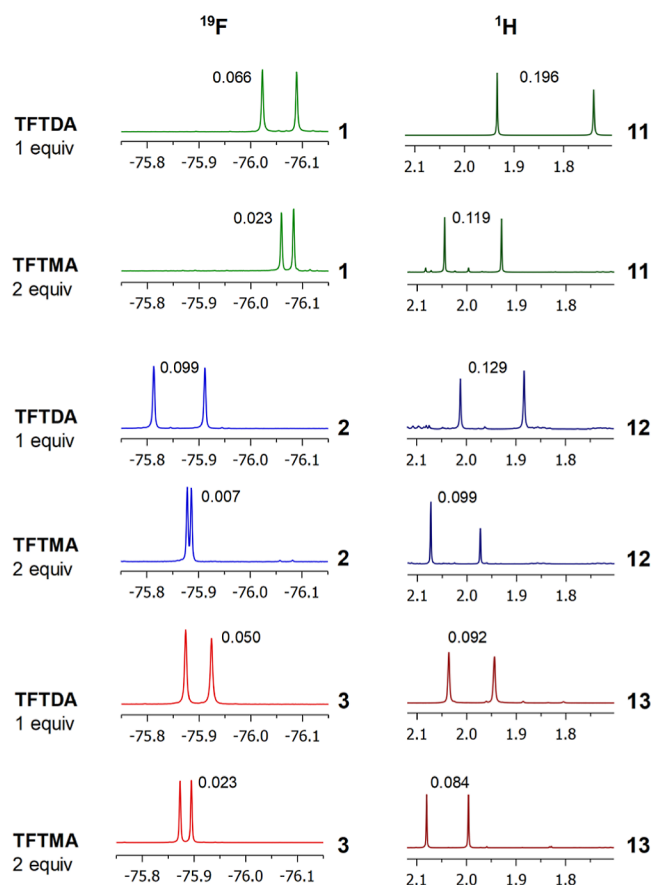 ¹⁹F ¹H
0.066 0.196
TFTDA
1 equiv
1 11
-75.8 -75.9 -76.0 -76.1 2.1 2.0 1.9 1.8
0.023 0.119
TFTMA
2 equiv
1 11
-75.8 -75.9 -76.0 -76.1 2.1 2.0 1.9 1.8
0.099 0.129
TFTDA
1 equiv
2 12
-75.8 -75.9 -76.0 -76.1 2.1 2.0 1.9 1.8
0.007 0.099
TFTMA
2 equiv
2 12
-75.8 -75.9 -76.0 -76.1 2.1 2.0 1.9 1.8
0.050 0.092
TFTDA
1 equiv
3 13
-75.8 -75.9 -76.0 -76.1 2.1 2.0 1.9 1.8
0.023 0.084
TFTMA
2 equiv
3 13
-75.8 -75.9 -76.0 -76.1 2.1 2.0 1.9 1.8